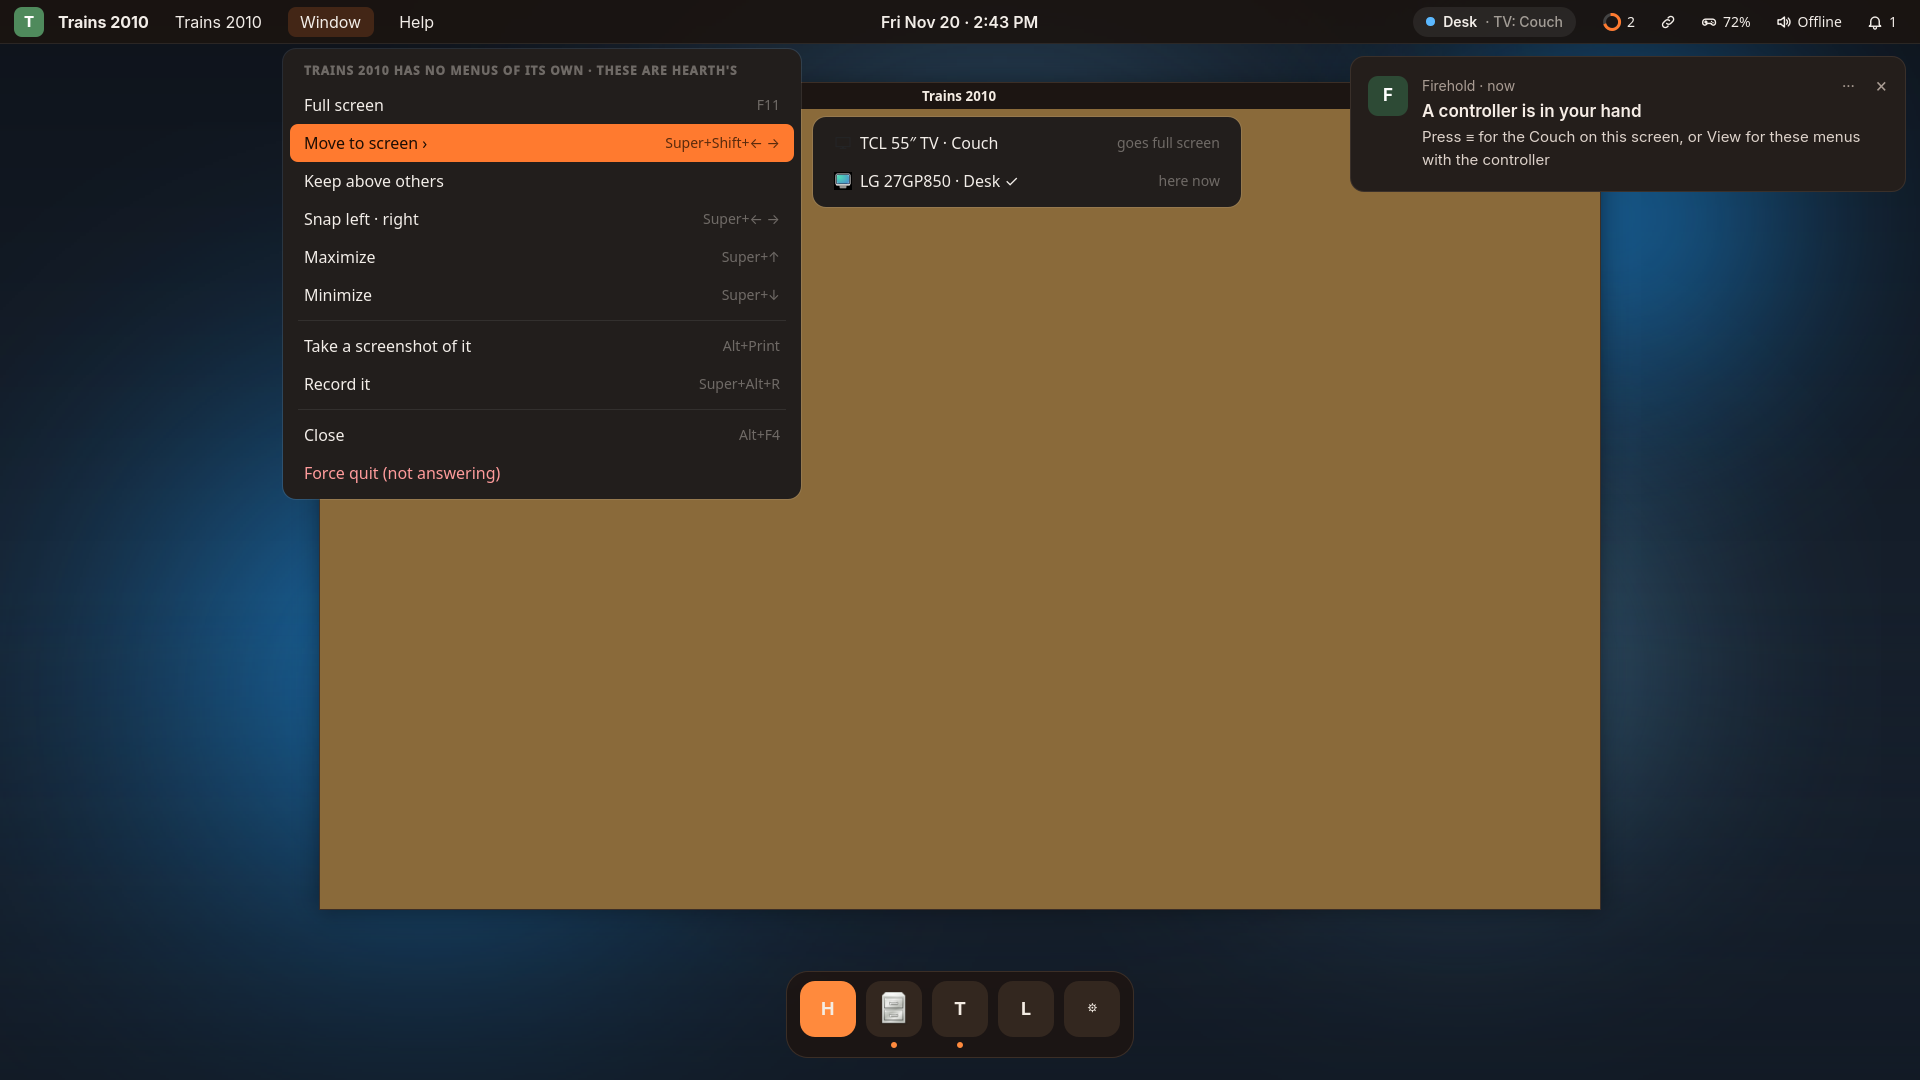 T Trains 2010 Trains 2010 Window Help Fri Nov 20 · 2:43 PM Desk · TV: Couch 2 72% Offline 1
TRAINS 2010 HAS NO MENUS OF ITS OWN · THESE ARE HEARTH'S
Full screen F11
Move to screen › Super+Shift+← →
Keep above others
Snap left · right Super+← →
Maximize Super+↑
Minimize Super+↓
Take a screenshot of it Alt+Print
Record it Super+Alt+R
Close Alt+F4
Force quit (not answering)
Trains 2010
TCL 55″ TV · Couch goes full screen
LG 27GP850 · Desk ✓ here now
F
Firehold · now ··· ×
A controller is in your hand
Press ≡ for the Couch on this screen, or View for these menus
with the controller
H T L